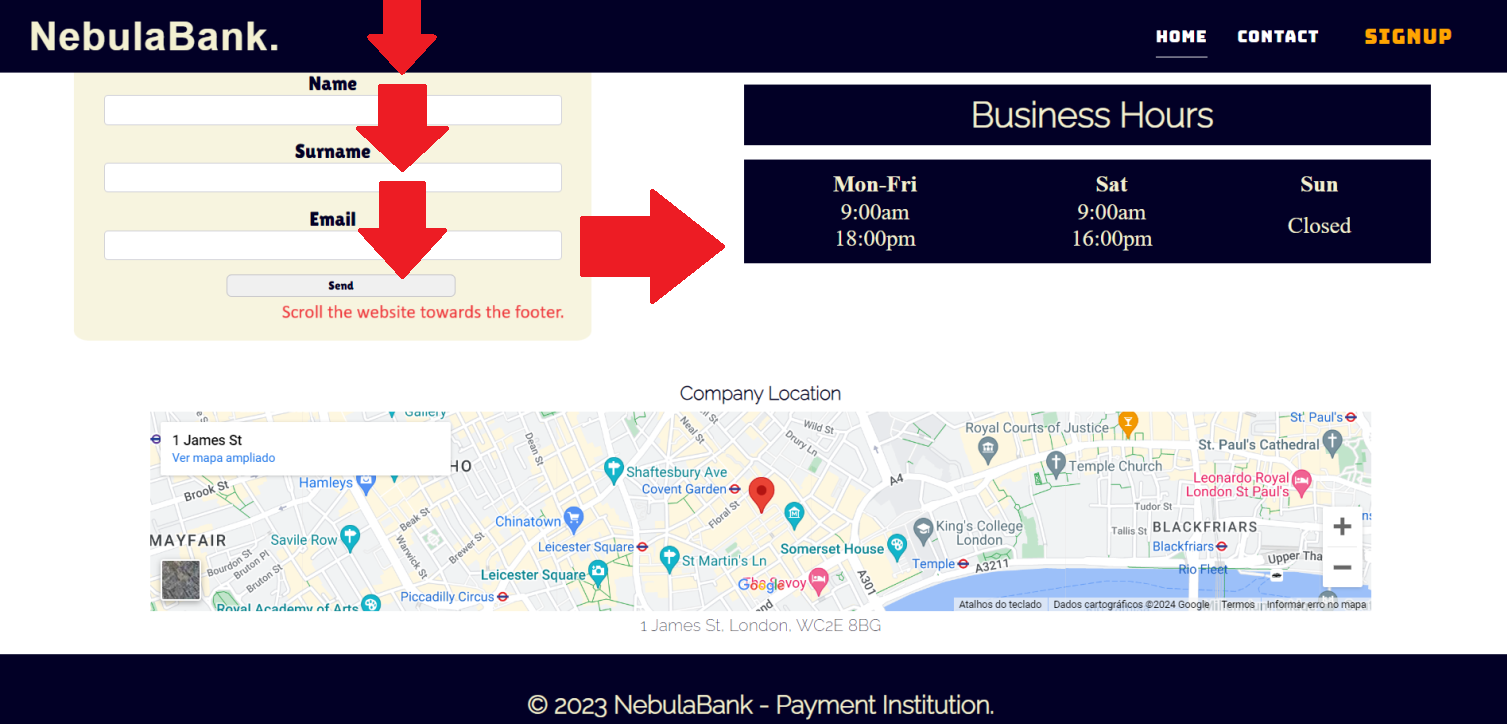 NebulaBank.
HOME CONTACT SIGNUP
Name
Surname
Email
Send
Scroll the website towards the footer.
Business Hours
Mon-Fri Sat Sun
9:00am 9:00am Closed
18:00pm 16:00pm
Company Location
1 James St
Ver mapa ampliado
Gallery
HO
Hamleys
Brook St
MAYFAIR
Savile Row
Bourdon St
Bruton Pl
Bruton St
Royal Academy of Arts
Beak St
Warwick St
Brewer St
Piccadilly Circus
Dean St
Chinatown
Leicester Square
Leicester Square
Shaftesbury Ave
Covent Garden
Neal St
Drury Ln
Wild St
Floral St
St Martin's Ln
Google
The Savoy
Somerset House
A4
A301
King's College
London
Temple
A3211
Royal Courts of Justice
Temple Church
St. Paul's
St. Paul's Cathedral
Leonardo Royal
London St Paul's
Tudor St
Tallis St
BLACKFRIARS
Blackfriars
Upper Tha
Rio Fleet
Atalhos do teclado
Dados cartográficos ©2024 Google
Termos
Informar erro no mapa
1 James St, London, WC2E 8BG
© 2023 NebulaBank - Payment Institution.